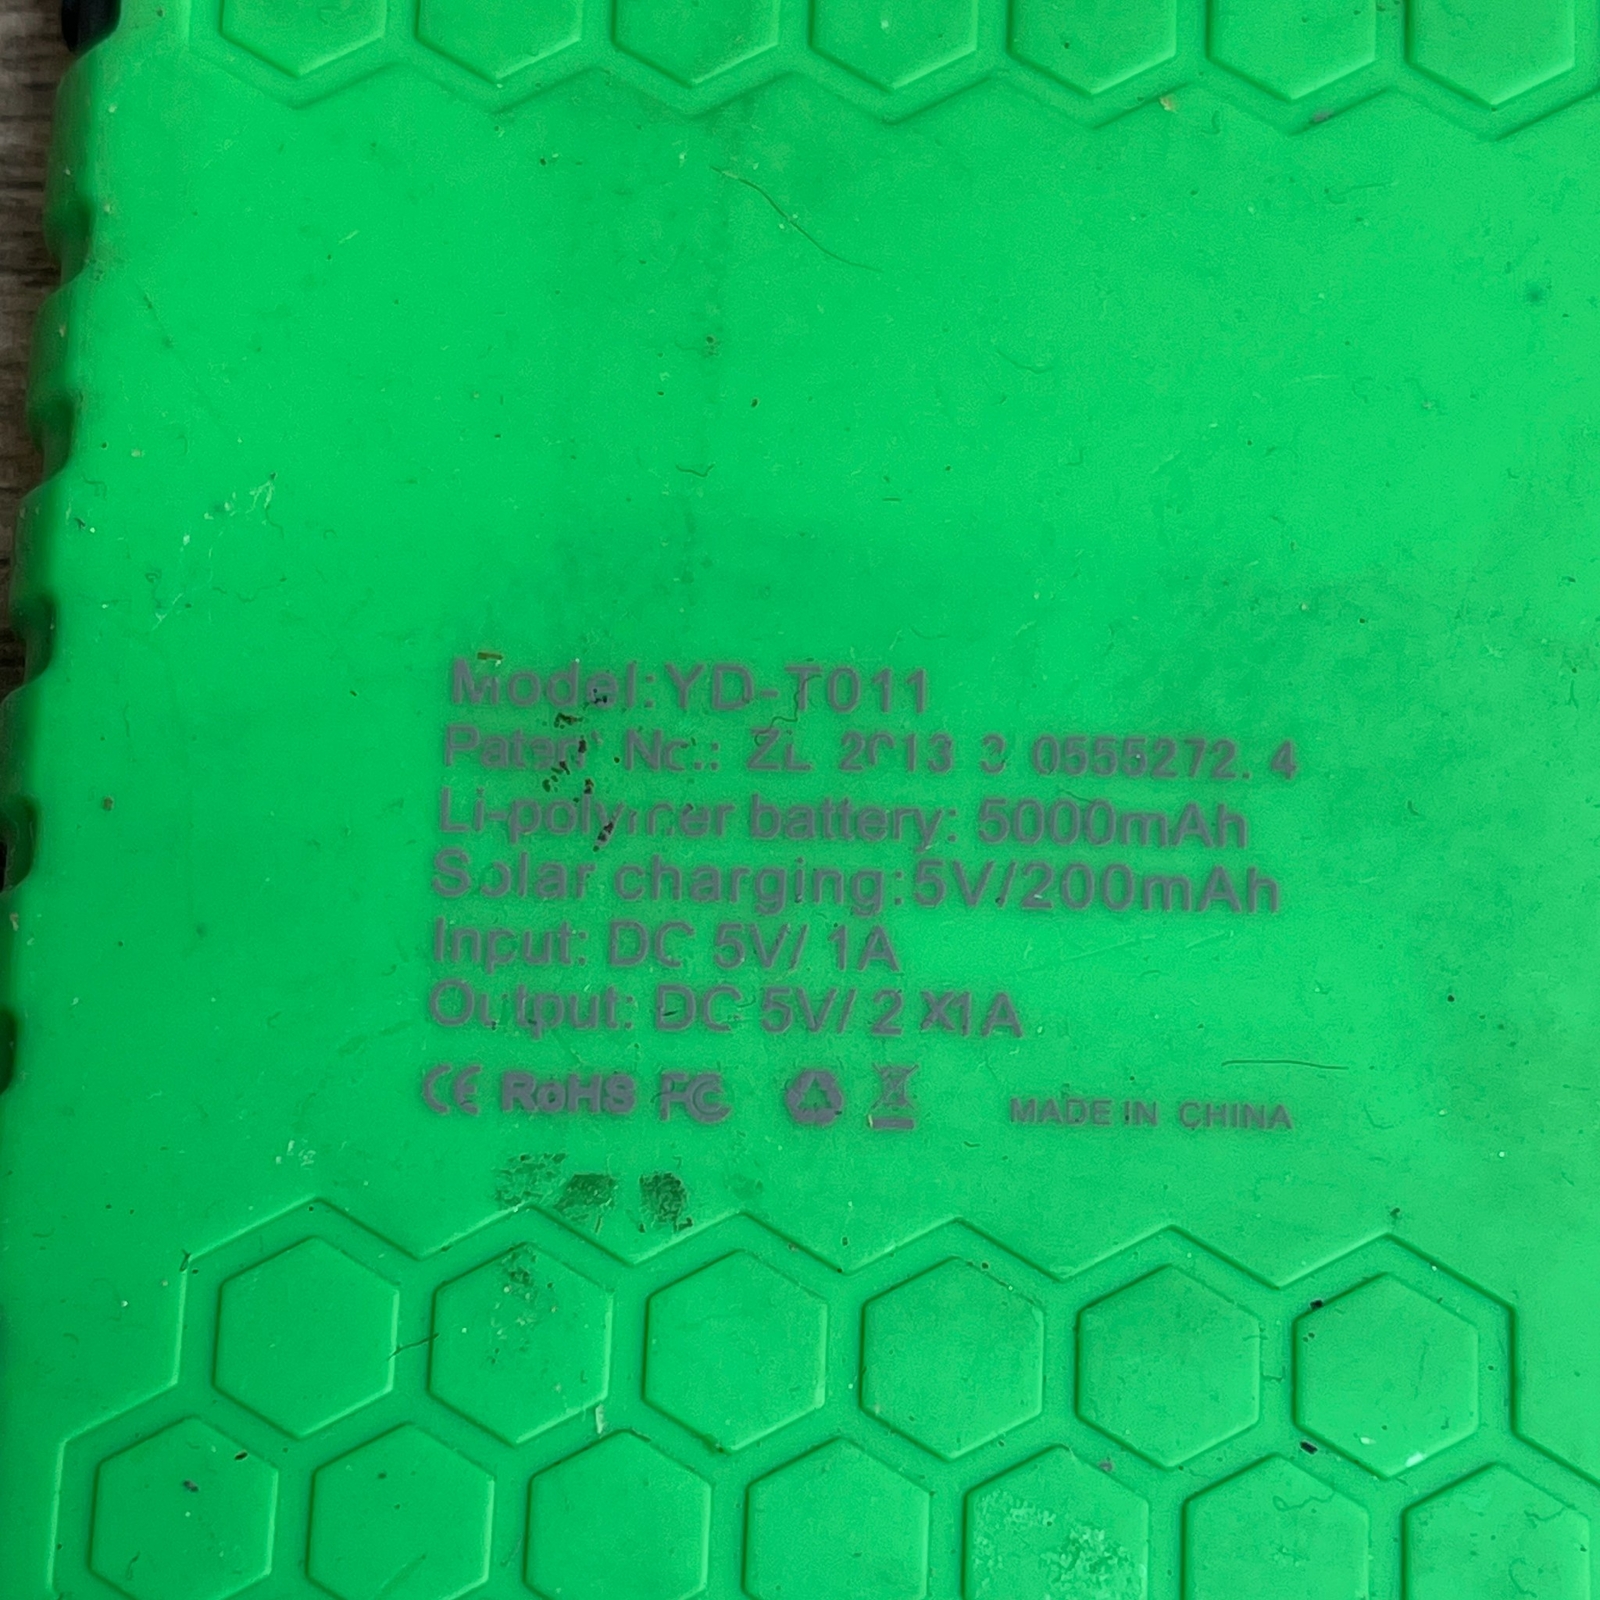 Model:YD-T011
Patent No.: ZL 2013 3 0555272.4
Li-polymer battery: 5000mAh
Solar charging:5V/200mAh
Input: DC 5V/ 1A
Output: DC 5V/ 2 X1A
CE RoHS FC MADE IN CHINA